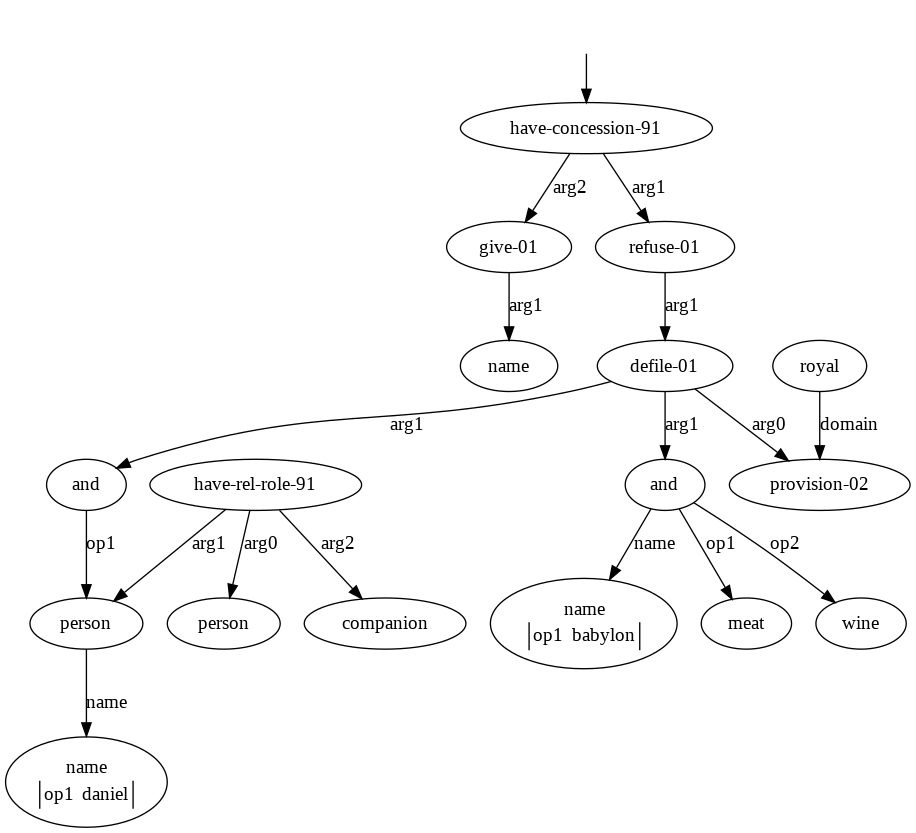 have-concession-91
arg2
arg1
give-01
refuse-01
arg1
arg1
name
defile-01
royal
arg1
arg1
arg0
domain
and
have-rel-role-91
and
provision-02
op1
arg1
arg0
arg2
name
op1
op2
person
person
companion
name
op1 babylon
meat
wine
name
name
op1 daniel